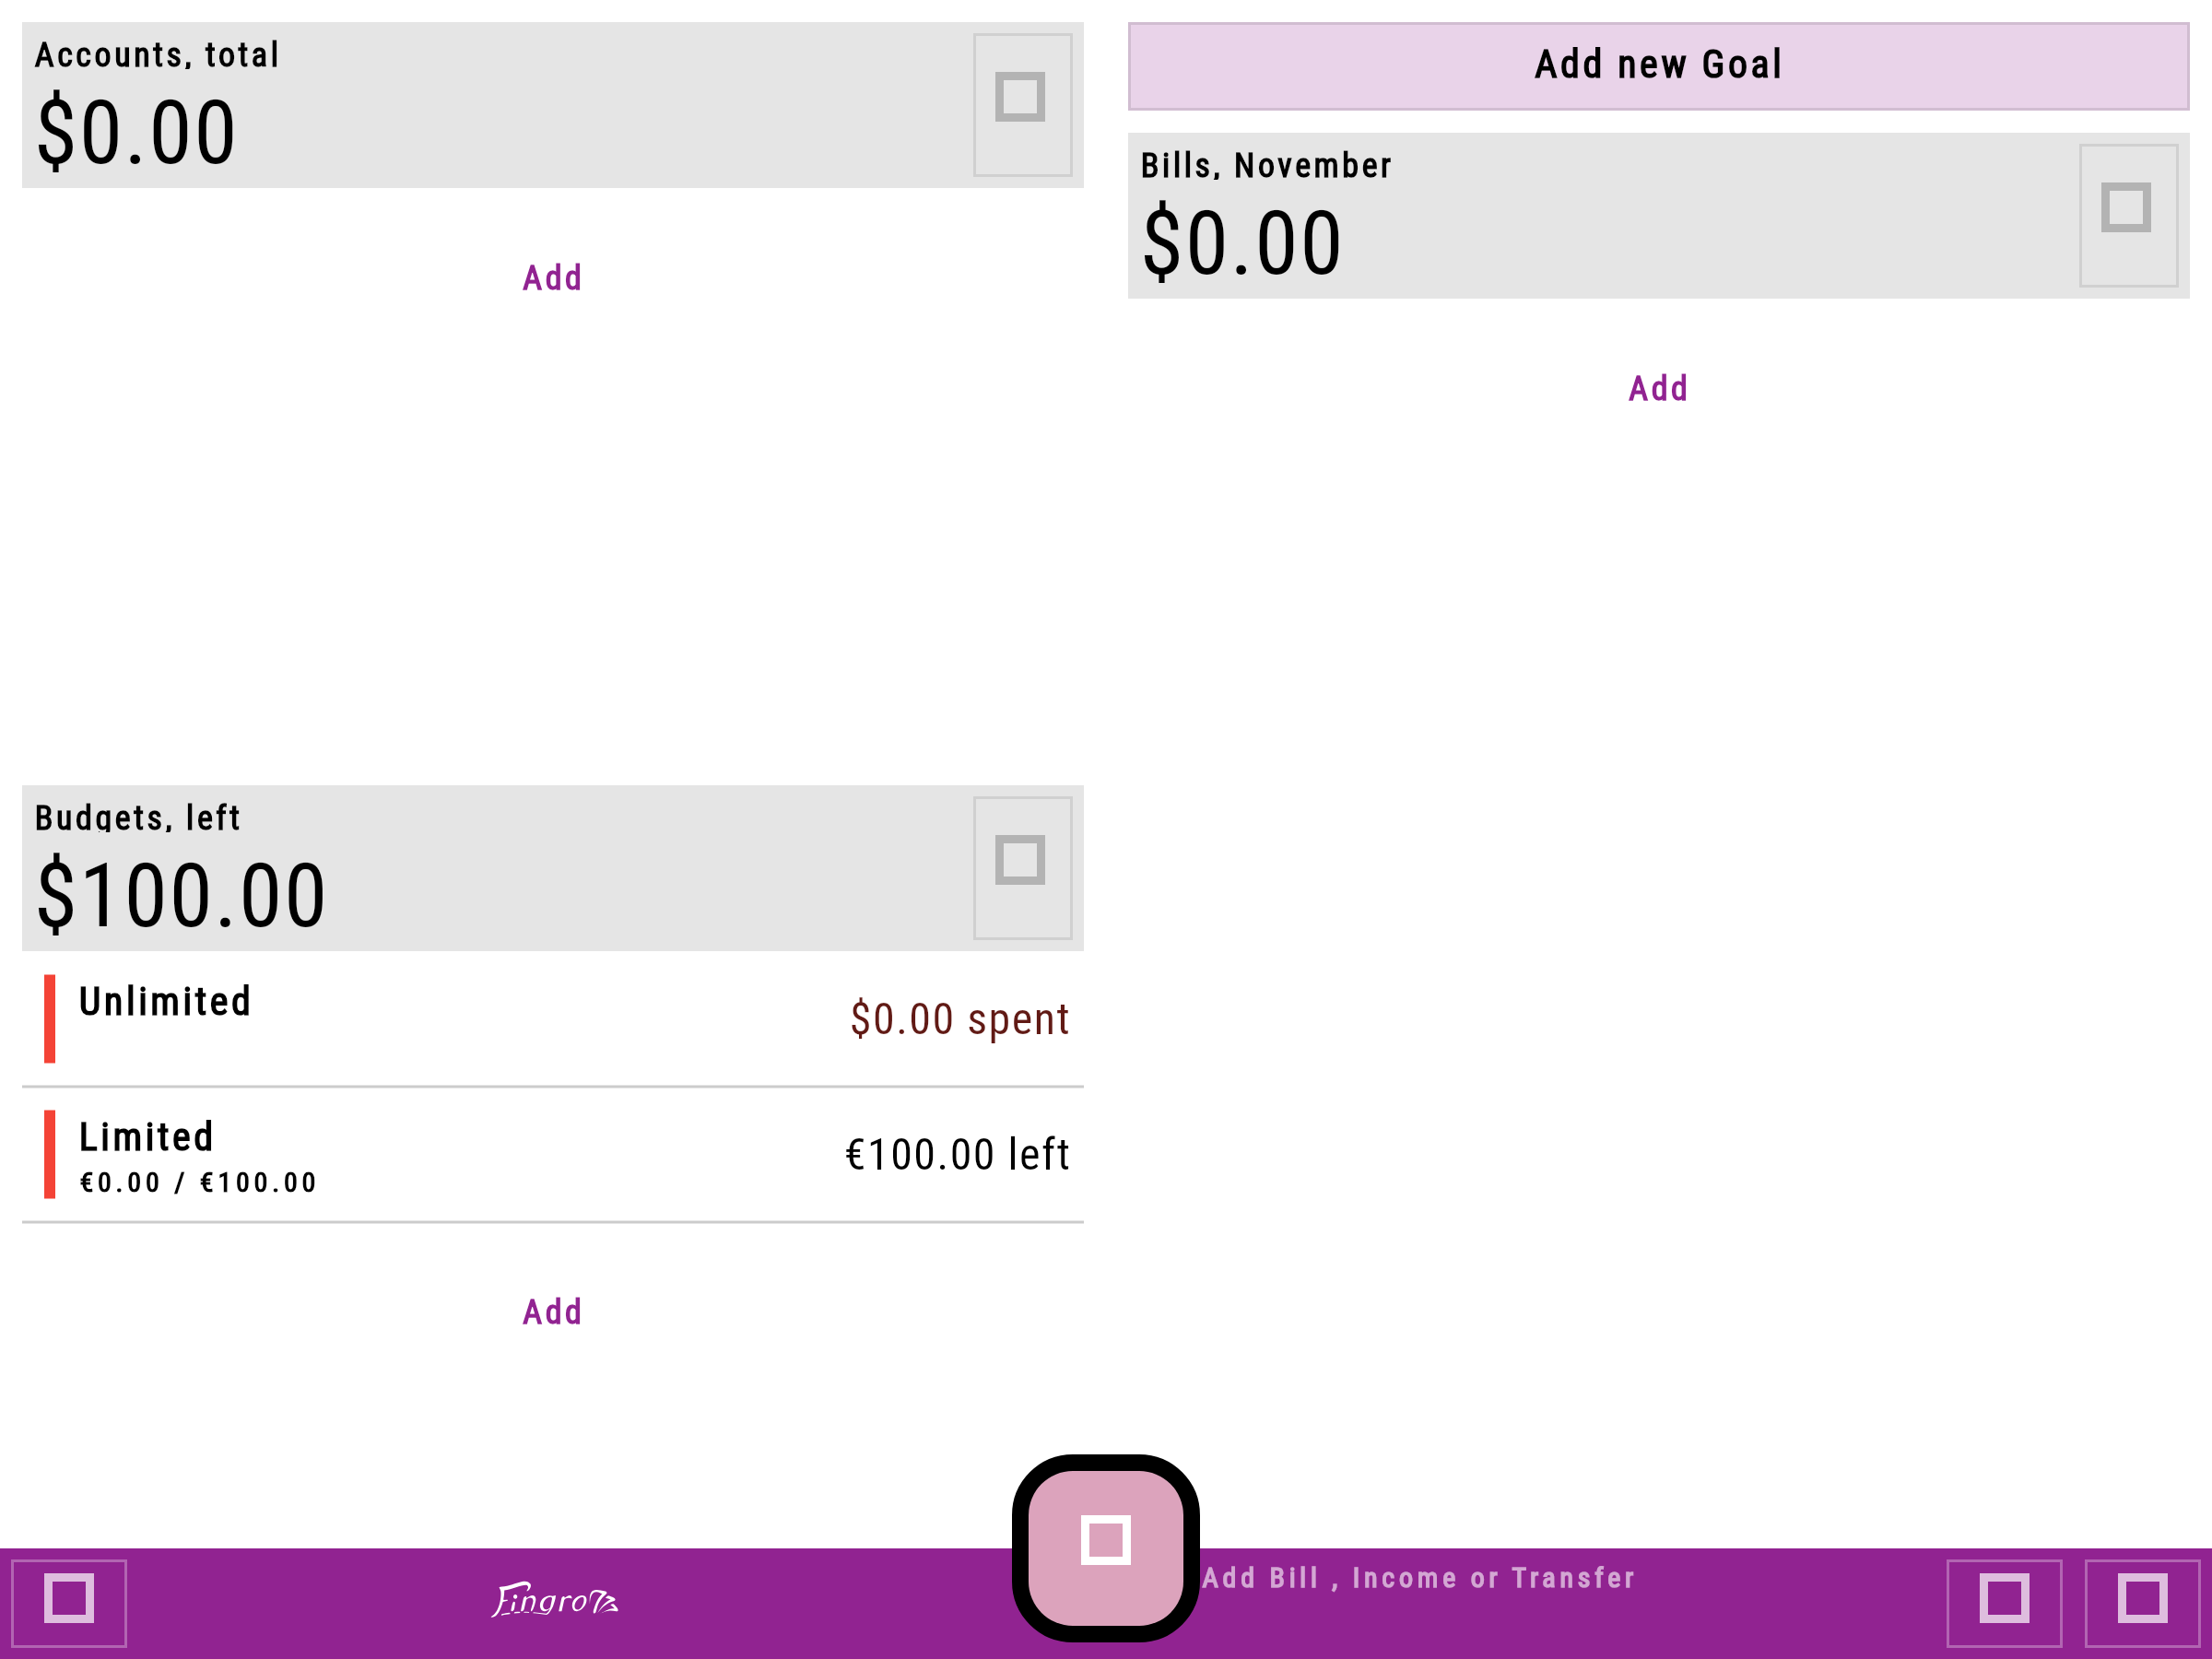 Accounts, total
$0.00
Add
Add new Goal
Bills, November
$0.00
Add
Budgets, left
$100.00
Unlimited
$0.00 spent
Limited
€0.00 / €100.00
€100.00 left
Add
Add Bill , Income or Transfer